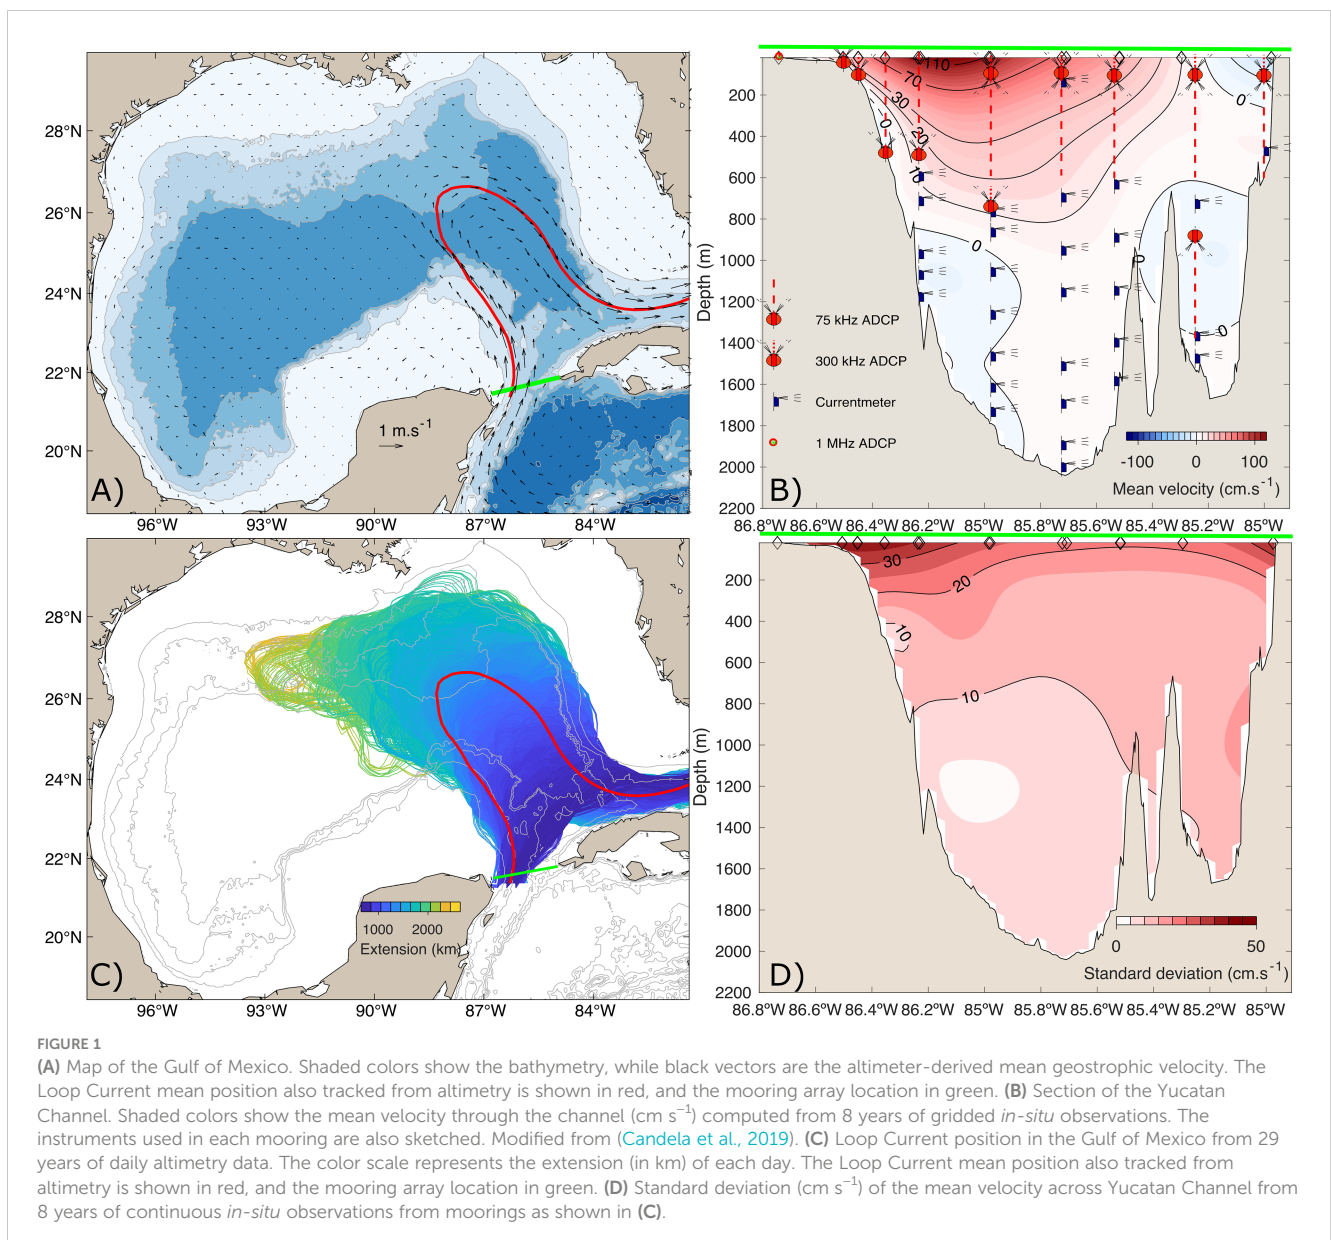 28°N
26°N
24°N
22°N
20°N
1 m.s-1
A)
96°W 93°W 90°W 87°W 84°W
110
70
30
0
20
10
0
0
0
0
200
400
600
800
1000
1200
1400
1600
1800
2000
2200
Depth (m)
75 kHz ADCP
300 kHz ADCP
Currentmeter
1 MHz ADCP
-120 0 100
Mean velocity (cm.s-1)
B)
86.8°W 86.6°W 86.2°W 85°W 85.8°W 85.5°W 85.2°W 85°W
28°N
26°N
24°N
22°N
20°N
1000 2000
Extension (km)
C)
96°W 93°W 90°W 87°W 84°W
30
20
10
10
200
400
600
800
1000
1200
1400
1600
1800
2000
2200
Depth (m)
0 50
Standard deviation (cm.s-1)
D)
86.8°W 86.6°W 86.2°W 85°W 85.8°W 85.5°W 85.2°W 85°W
FIGURE 1
(A) Map of the Gulf of Mexico. Shaded colors show the bathymetry, while black vectors are the altimeter-derived mean geostrophic velocity. The
Loop Current mean position also tracked from altimetry is shown in red, and the mooring array location in green. (B) Section of the Yucatan
Channel. Shaded colors show the mean velocity through the channel (cm s−1) computed from 8 years of gridded in-situ observations. The
instruments used in each mooring are also sketched. Modified from (Candela et al., 2019). (C) Loop Current position in the Gulf of Mexico from 29
years of daily altimetry data. The color scale represents the extension (in km) of each day. The Loop Current mean position also tracked from
altimetry is shown in red, and the mooring array location in green. (D) Standard deviation (cm s−1) of the mean velocity across Yucatan Channel from
8 years of continuous in-situ observations from moorings as shown in (C).